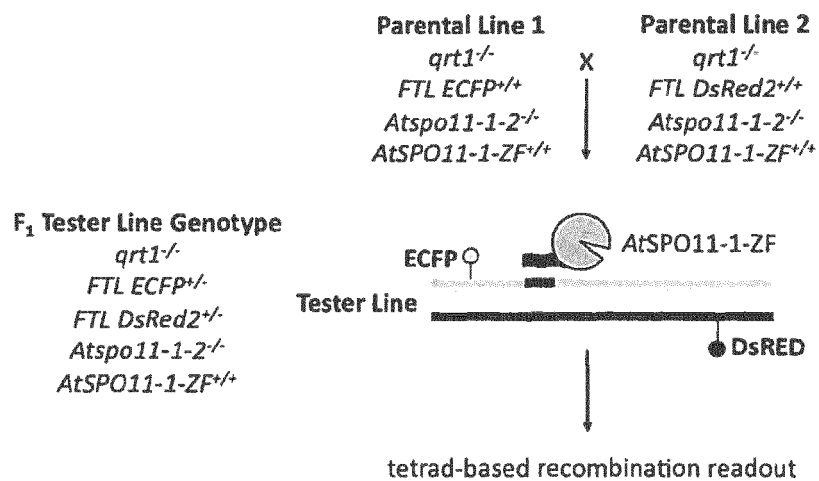 Parental Line 1
qrt1-/-
FTL ECFP+/+
Atspo11-1-2-/-
AtSPO11-1-ZF+/+
X
Parental Line 2
qrt1-/-
FTL DsRed2+/+
Atspo11-1-2-/-
AtSPO11-1-ZF+/+
F1 Tester Line Genotype
qrt1-/-
FTL ECFP+/-
FTL DsRed2+/-
Atspo11-1-2-/-
AtSPO11-1-ZF+/+
ECFP
AtSPO11-1-ZF
Tester Line
DsRED
tetrad-based recombination readout